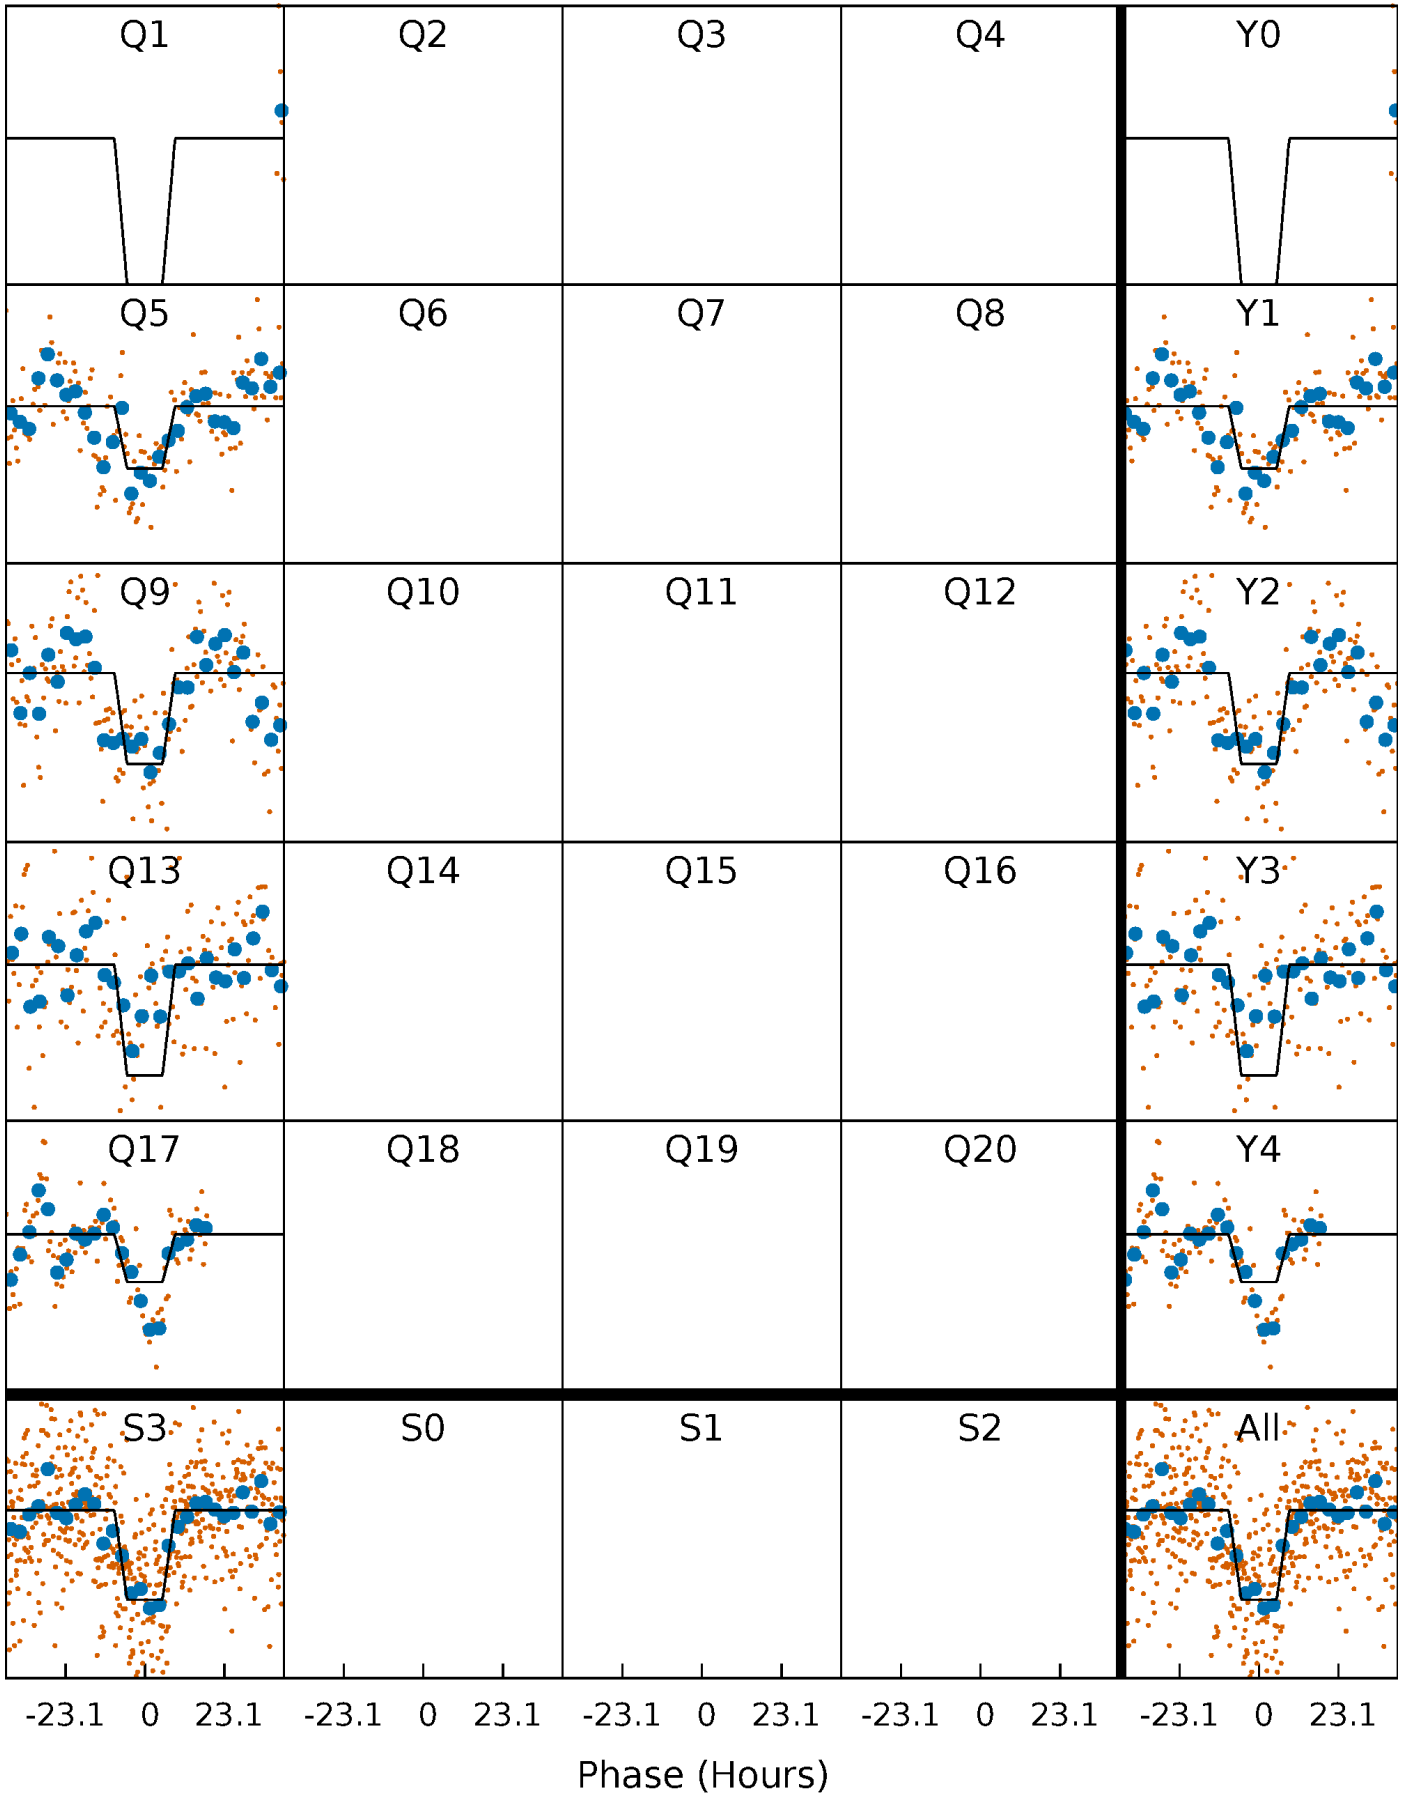 Q1 Q2 Q3 Q4 Y0
Q5 Q6 Q7 Q8 Y1
Q9 Q10 Q11 Q12 Y2
Q13 Q14 Q15 Q16 Y3
Q17 Q18 Q19 Q20 Y4
S3 S0 S1 S2 All
-23.1 0 23.1 -23.1 0 23.1 -23.1 0 23.1 -23.1 0 23.1 -23.1 0 23.1
Phase (Hours)